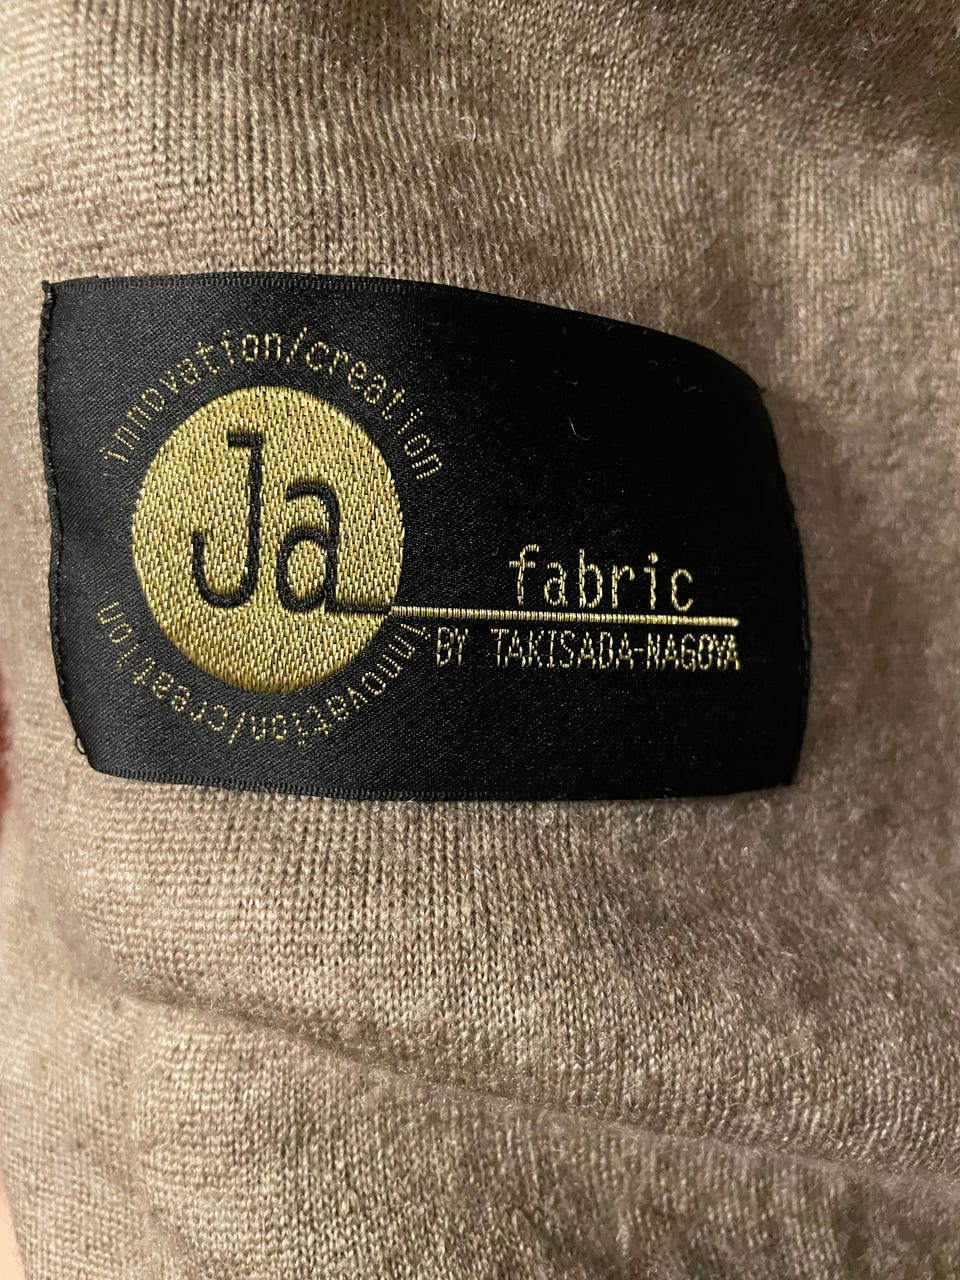 innovation/creation
Ja
fabric
BY TAKISADA-NAGOYA
innovation/creation